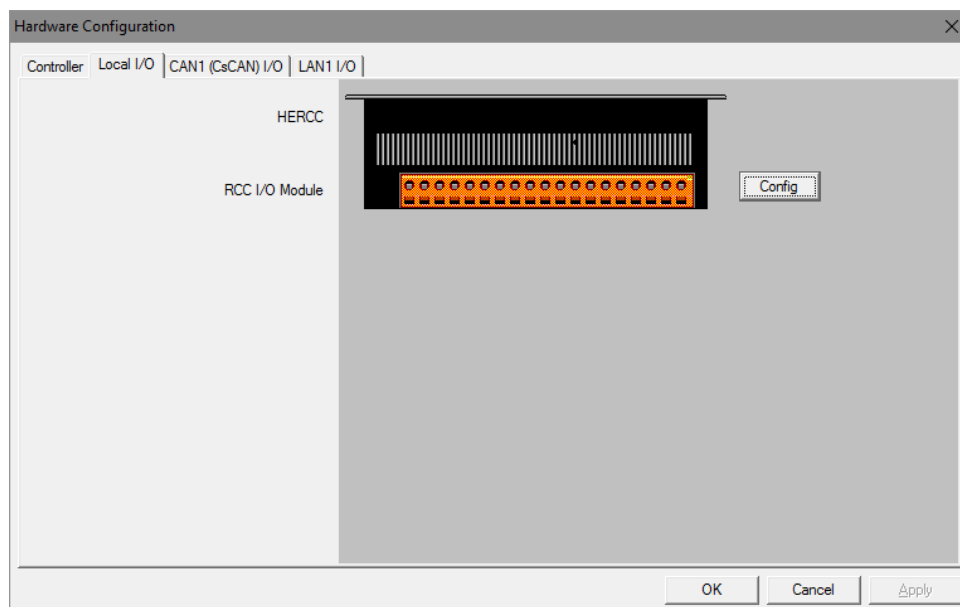 Hardware Configuration
Controller Local I/O CAN1 (CsCAN) I/O LAN1 I/O
HERCC
RCC I/O Module Config
OK Cancel Apply